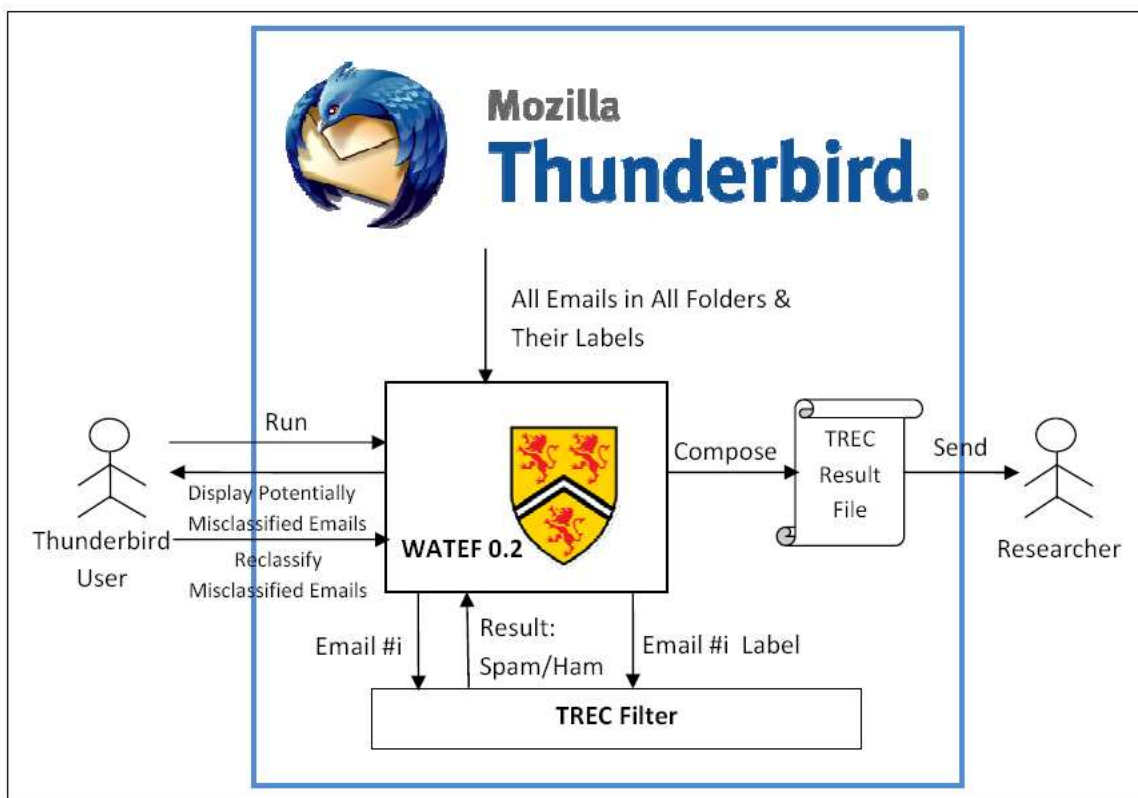 Mozilla
Thunderbird.
All Emails in All Folders &
Their Labels
Run
Display Potentially
Misclassified Emails
Reclassify
Misclassified Emails
Thunderbird
User
WATEF 0.2
Compose
TREC
Result
File
Send
Researcher
Email #i
Result:
Spam/Ham
Email #i Label
TREC Filter